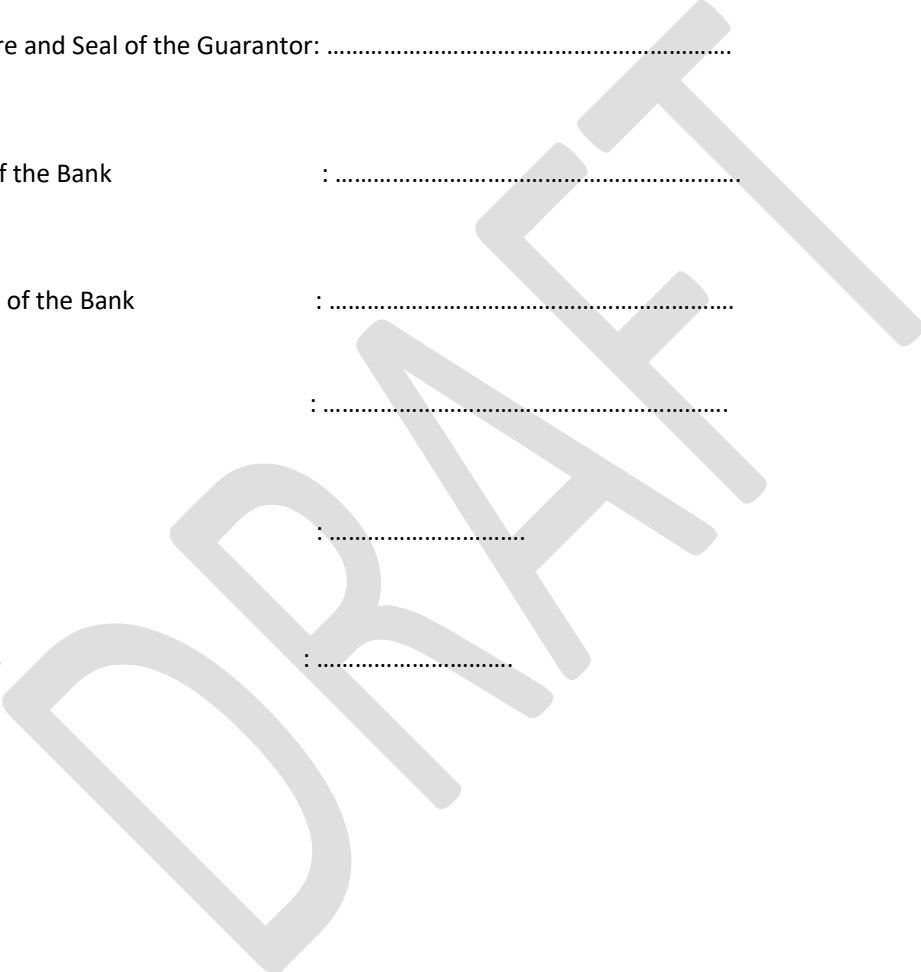 re and Seal of the Guarantor: ……………………………………………………….
f the Bank : ……………………………………………………….
of the Bank : ……………………………………………………….
: ……………………………………………………….
: ………………………….
: ………………………….
DRAFT